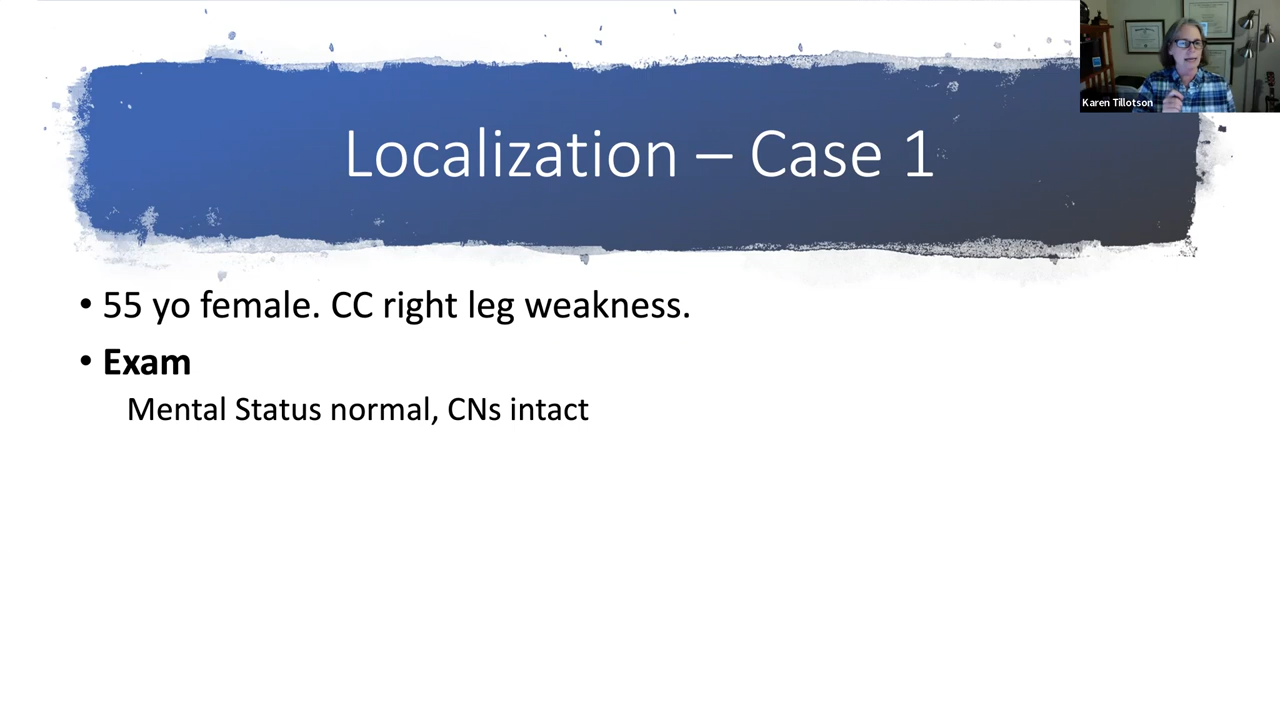 Karen Tillotson
Localization – Case 1
• 55 yo female. CC right leg weakness.
• Exam
Mental Status normal, CNs intact